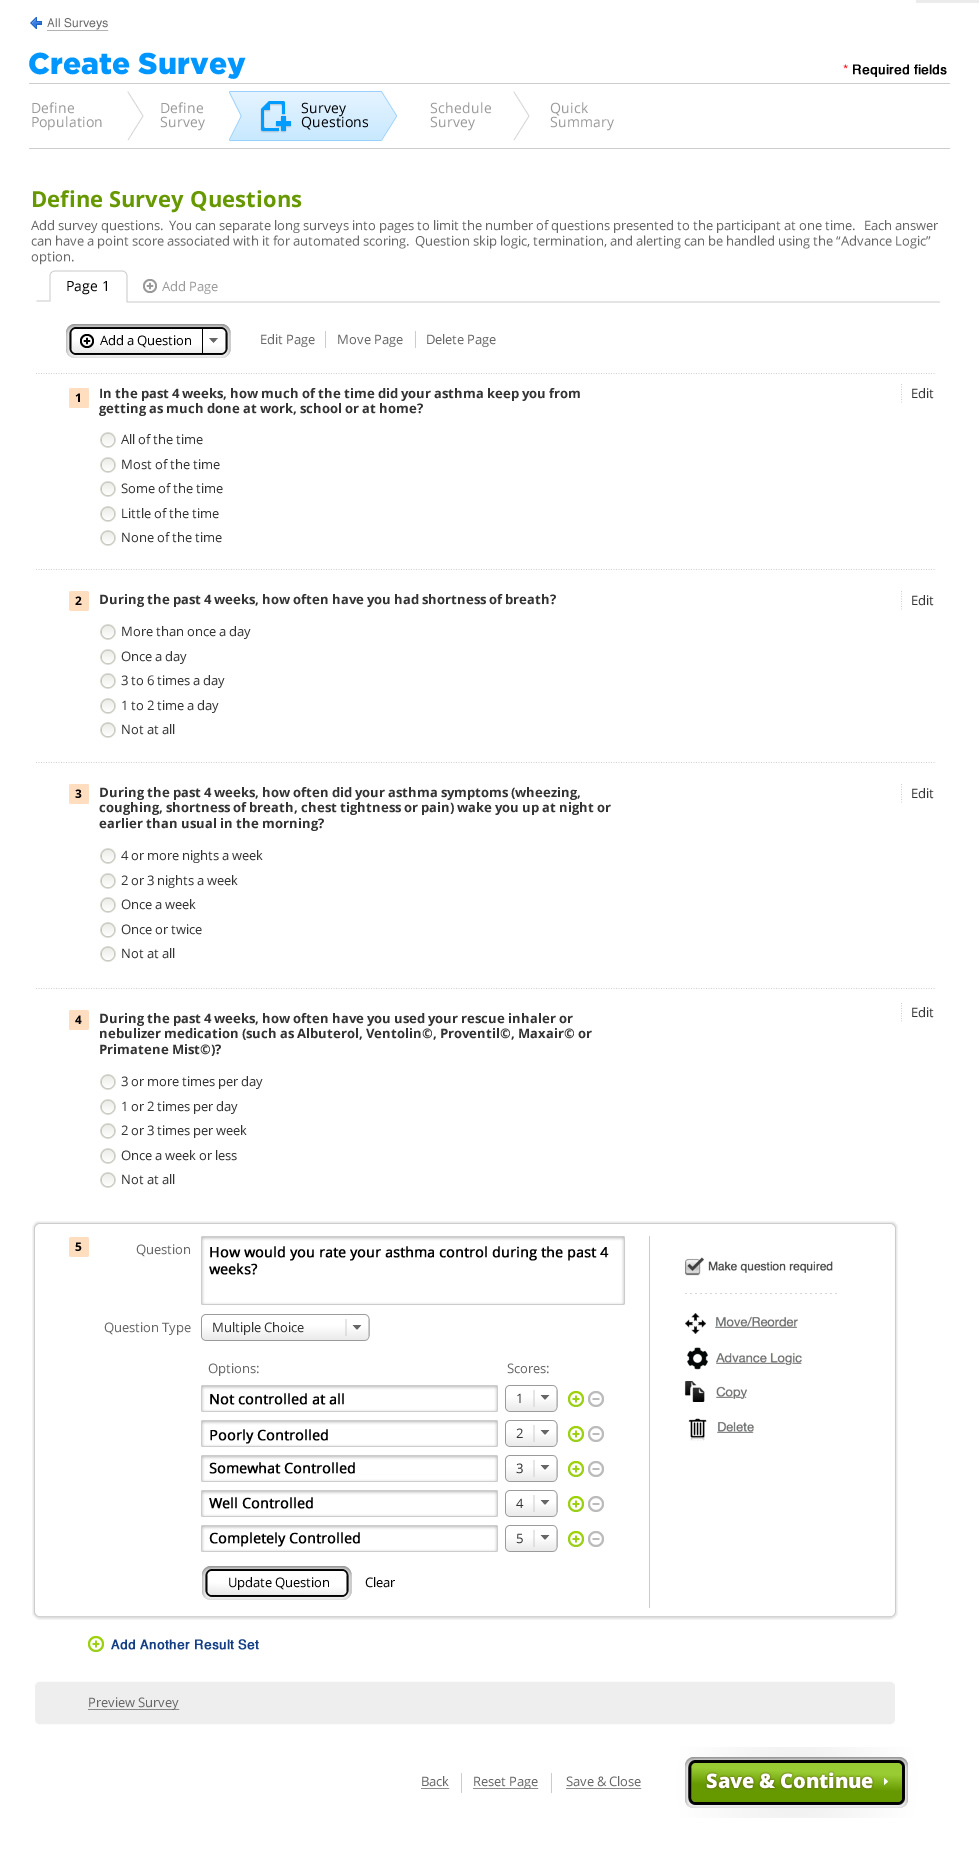 All Surveys
Create Survey
* Required fields
Define
Population
Define
Survey
Survey
Questions
Schedule
Survey
Quick
Summary
Define Survey Questions
Add survey questions. You can separate long surveys into pages to limit the number of questions presented to the participant at one time. Each answer
can have a point score associated with it for automated scoring. Question skip logic, termination, and alerting can be handled using the “Advance Logic”
option.
Page 1
Add Page
Add a Question
Edit Page
Move Page
Delete Page
1
In the past 4 weeks, how much of the time did your asthma keep you from
getting as much done at work, school or at home?
Edit
All of the time
Most of the time
Some of the time
Little of the time
None of the time
2
During the past 4 weeks, how often have you had shortness of breath?
Edit
More than once a day
Once a day
3 to 6 times a day
1 to 2 time a day
Not at all
3
During the past 4 weeks, how often did your asthma symptoms (wheezing,
coughing, shortness of breath, chest tightness or pain) wake you up at night or
earlier than usual in the morning?
Edit
4 or more nights a week
2 or 3 nights a week
Once a week
Once or twice
Not at all
4
During the past 4 weeks, how often have you used your rescue inhaler or
nebulizer medication (such as Albuterol, Ventolin©, Proventil©, Maxair© or
Primatene Mist©)?
Edit
3 or more times per day
1 or 2 times per day
2 or 3 times per week
Once a week or less
Not at all
5
Question
How would you rate your asthma control during the past 4
weeks?
Question Type
Multiple Choice
Options:
Scores:
Not controlled at all
1
Poorly Controlled
2
Somewhat Controlled
3
Well Controlled
4
Completely Controlled
5
Update Question
Clear
Make question required
Move/Reorder
Advance Logic
Copy
Delete
Add Another Result Set
Preview Survey
Back
Reset Page
Save & Close
Save & Continue